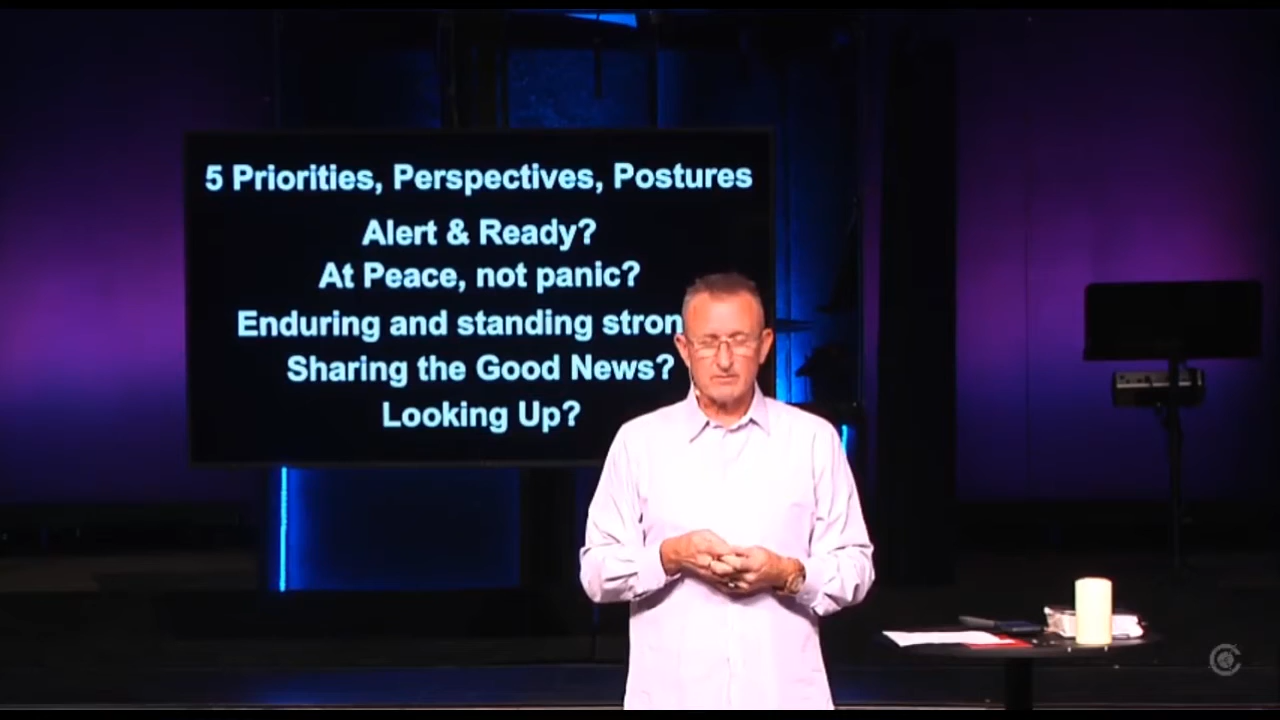 5 Priorities, Perspectives, Postures
Alert & Ready?
At Peace, not panic?
Enduring and standing stron
Sharing the Good News?
Looking Up?